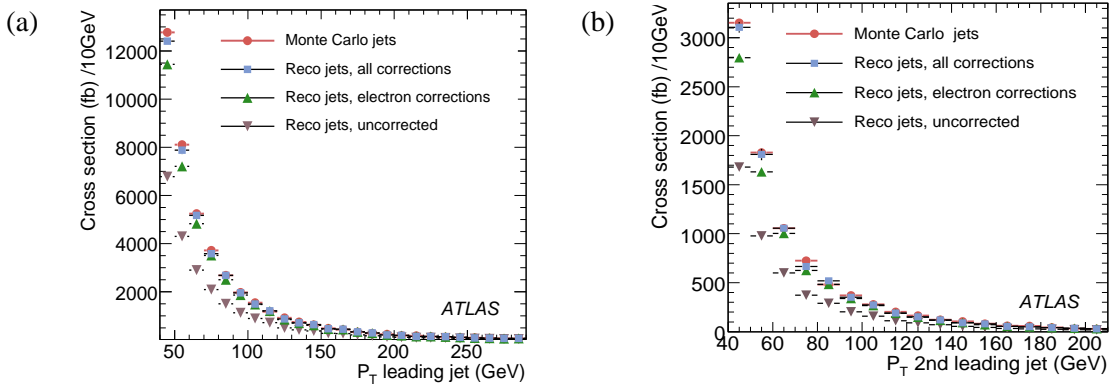 (a)
Cross section (fb) /10GeV
12000
10000
8000
6000
4000
2000
Monte Carlo jets
Reco jets, all corrections
Reco jets, electron corrections
Reco jets, uncorrected
ATLAS
50 100 150 200 250
P_T leading jet (GeV)
(b)
Cross section (fb) /10GeV
3000
2500
2000
1500
1000
500
0
Monte Carlo jets
Reco jets, all corrections
Reco jets, electron corrections
Reco jets, uncorrected
ATLAS
40 60 80 100 120 140 160 180 200
P_T 2nd leading jet (GeV)